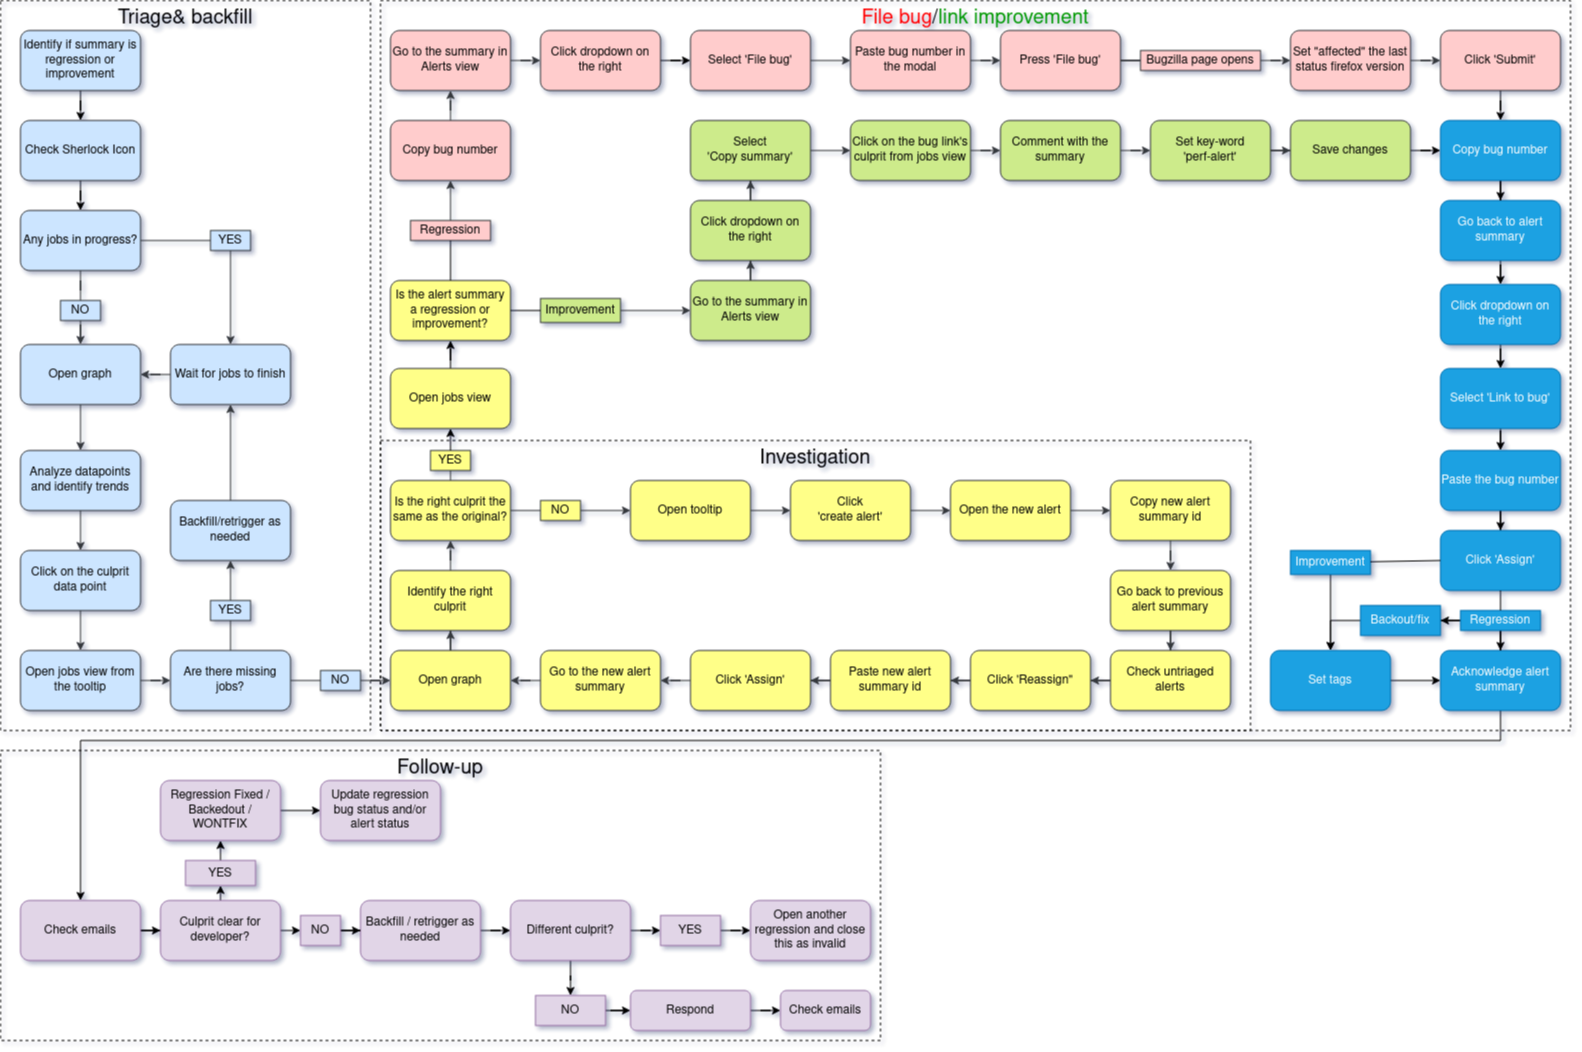 Triage& backfill
Identify if summary is
regression or
improvement
Check Sherlock Icon
Any jobs in progress?
YES
NO
Open graph
Wait for jobs to finish
Analyze datapoints
and identify trends
Backfill/retrigger as
needed
Click on the culprit
data point
YES
Open jobs view from
the tooltip
Are there missing
jobs?
NO
File bug/link improvement
Go to the summary in
Alerts view
Click dropdown on
the right
Select 'File bug'
Paste bug number in
the modal
Press 'File bug'
Bugzilla page opens
Set "affected" the last
status firefox version
Click 'Submit'
Copy bug number
Select
'Copy summary'
Click on the bug link's
culprit from jobs view
Comment with the
summary
Set key-word
'perf-alert'
Save changes
Copy bug number
Regression
Click dropdown on
the right
Go back to alert
summary
Is the alert summary
a regression or
improvement?
Improvement
Go to the summary in
Alerts view
Click dropdown on
the right
Open jobs view
Select 'Link to bug'
YES
Paste the bug number
Click 'Assign'
Improvement
Backout/fix
Regression
Set tags
Acknowledge alert
summary
Investigation
Is the right culprit the
same as the original?
NO
Open tooltip
Click
'create alert'
Open the new alert
Copy new alert
summary id
Identify the right
culprit
Go back to previous
alert summary
Open graph
Go to the new alert
summary
Click 'Assign'
Paste new alert
summary id
Click 'Reassign"
Check untriaged
alerts
Follow-up
Regression Fixed /
Backedout /
WONTFIX
Update regression
bug status and/or
alert status
YES
Check emails
Culprit clear for
developer?
NO
Backfill / retrigger as
needed
Different culprit?
YES
Open another
regression and close
this as invalid
NO
Respond
Check emails